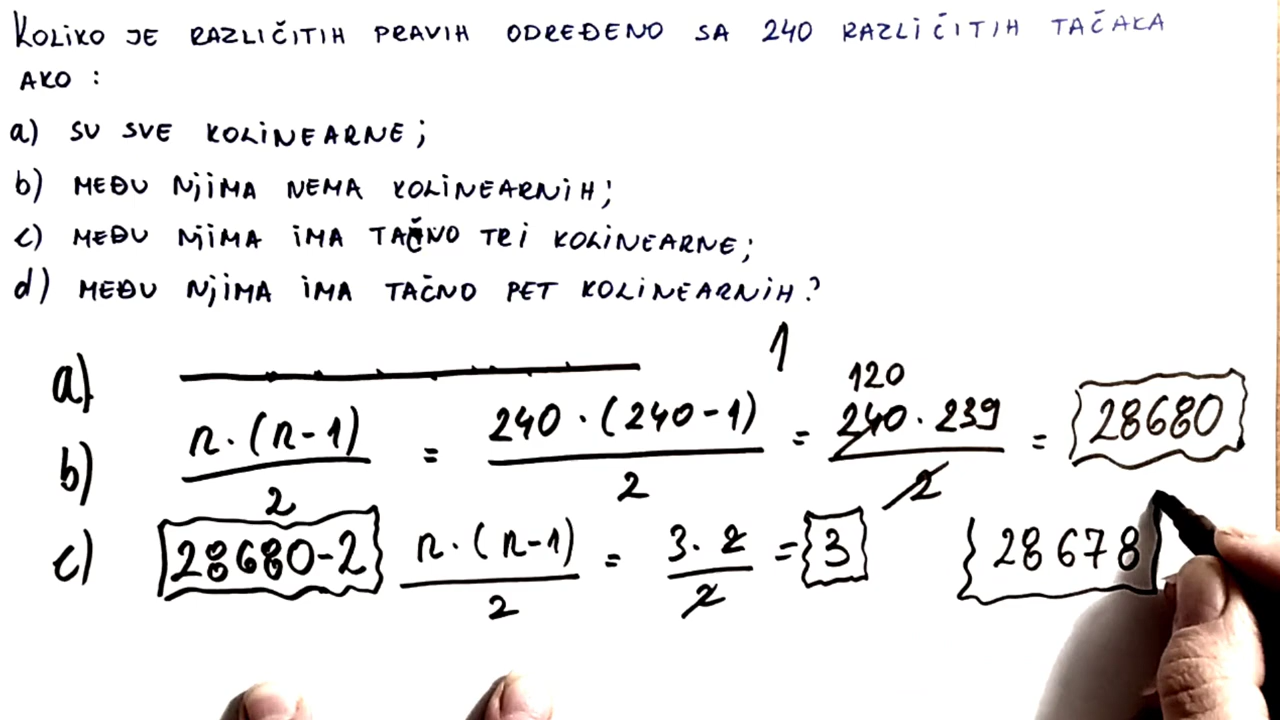 KOLIKO JE RAZLIČITIH PRAVIH ODREĐENO SA 240 RAZLIČITIH TAČAKA
AKO :
a) SU SVE KOLINEARNE;
b) MEĐU NJIMA NEMA KOLINEARNIH;
c) MEĐU NJIMA IMA TAČNO TRI KOLINEARNE;
d) MEĐU NJIMA IMA TAČNO PET KOLINEARNIH?
a) 1
b) n·(n-1)/2 = 240·(240-1)/2 = 240·239/2 = 28680
120
c) 28680-2 n·(n-1)/2 = 3·2/2 = 3 28678